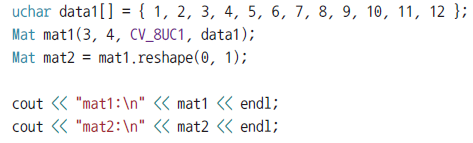 uchar data1[] = { 1, 2, 3, 4, 5, 6, 7, 8, 9, 10, 11, 12 };
Mat mat1(3, 4, CV_8UC1, data1);
Mat mat2 = mat1.reshape(0, 1);
cout << "mat1:\n" << mat1 << endl;
cout << "mat2:\n" << mat2 << endl;